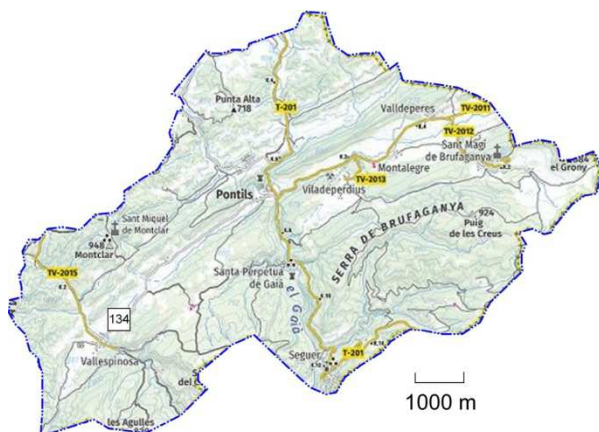 Punta Alta
718
T-201
Valldeperes
TV-2011
TV-2012
Sant Magí
de Brufaganya
el Grony
Montalegre
TV-2013
Viladeperdius
Pontils
924
Puig
de les Creus
SERRA DE BRUFAGANYA
Sant Miquel
de Montclar
948
Montclar
TV-2015
Santa Perpètua
de Gaià
el Gaià
134
Vallespinosa
Seguer
T-201
les Agulles
1000 m